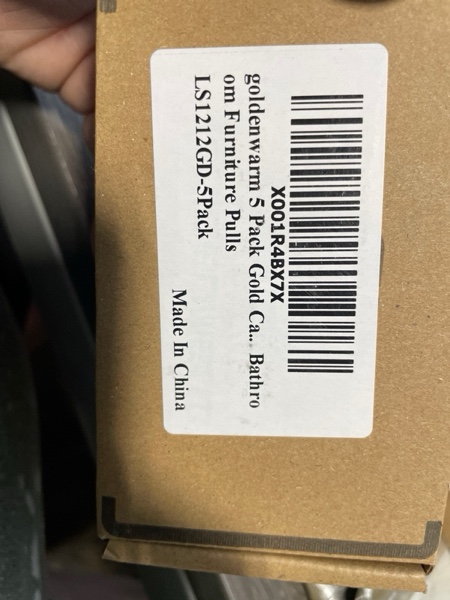 X001R4BX7X
goldenwarm 5 Pack Gold Ca... Bathro
om Furniture Pulls
LS1212GD-5Pack
Made In China